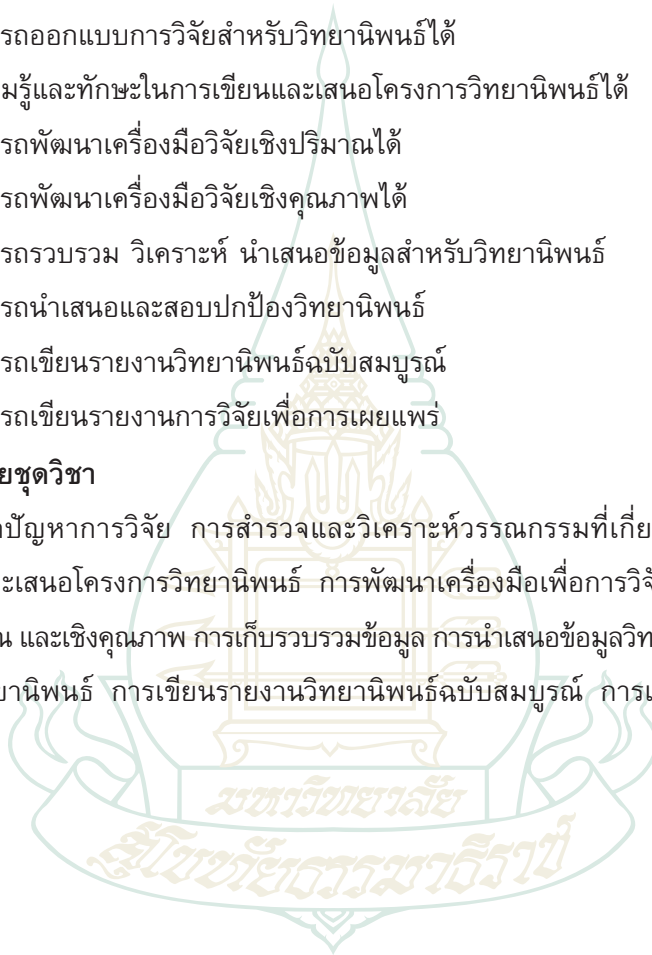 รถออกแบบการวิจัยสำหรับวิทยานิพนธ์ได้
มรู้และทักษะในการเขียนและเสนอโครงการวิทยานิพนธ์ได้
รถพัฒนาเครื่องมือวิจัยเชิงปริมาณได้
รถพัฒนาเครื่องมือวิจัยเชิงคุณภาพได้
รถรวบรวม วิเคราะห์ นำเสนอข้อมูลสำหรับวิทยานิพนธ์
รถนำเสนอและสอบปกป้องวิทยานิพนธ์
รถเขียนรายงานวิทยานิพนธ์ฉบับสมบูรณ์
รถเขียนรายงานการวิจัยเพื่อการเผยแพร่
ยชุดวิชา
ปัญหาการวิจัย การสำรวจและวิเคราะห์วรรณกรรมที่เกี่ย
ะเสนอโครงการวิทยานิพนธ์ การพัฒนาเครื่องมือเพื่อการวิจั
ณ และเชิงคุณภาพ การเก็บรวบรวมข้อมูล การนำเสนอข้อมูลวิท
ยานิพนธ์ การเขียนรายงานวิทยานิพนธ์ฉบับสมบูรณ์ การเ
มหาวิทยาลัย
สุโขทัยธรรมาธิราช